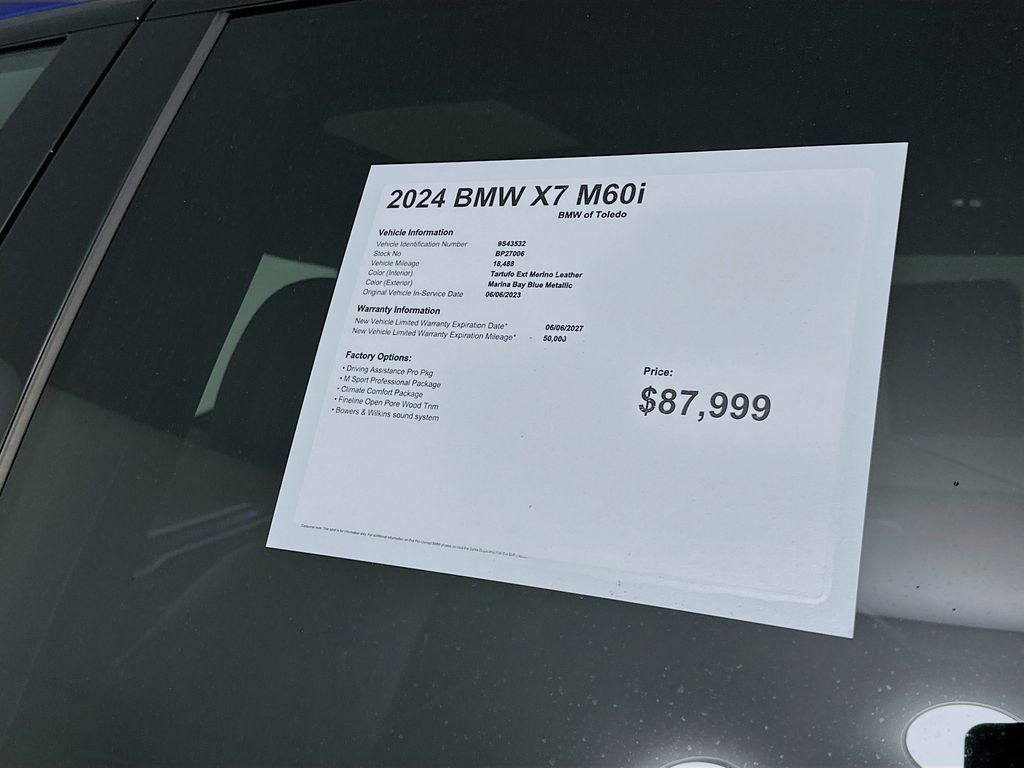 2024 BMW X7 M60i
BMW of Toledo
Vehicle Information
Vehicle Identification Number 9S43532
Stock No BP27006
Vehicle Mileage 18,488
Color (Interior) Tartufo Ext Merino Leather
Color (Exterior) Marina Bay Blue Metallic
Original Vehicle In-Service Date 06/06/2023
Warranty Information
New Vehicle Limited Warranty Expiration Date* 06/06/2027
New Vehicle Limited Warranty Expiration Mileage* - 50,000
Factory Options:
• Driving Assistance Pro Pkg
• M Sport Professional Package
• Climate Comfort Package
• Fineline Open Pore Wood Trim
• Bowers & Wilkins sound system
Price:
$87,999